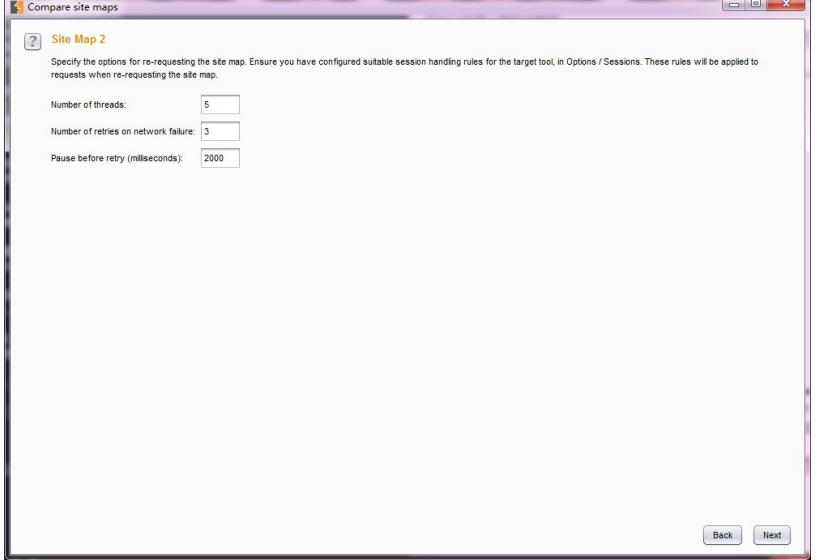 Compare site maps
?
Site Map 2
Specify the options for re-requesting the site map. Ensure you have configured suitable session handling rules for the target tool, in Options / Sessions. These rules will be applied to
requests when re-requesting the site map.
Number of threads: 5
Number of retries on network failure: 3
Pause before retry (milliseconds): 2000
Back Next